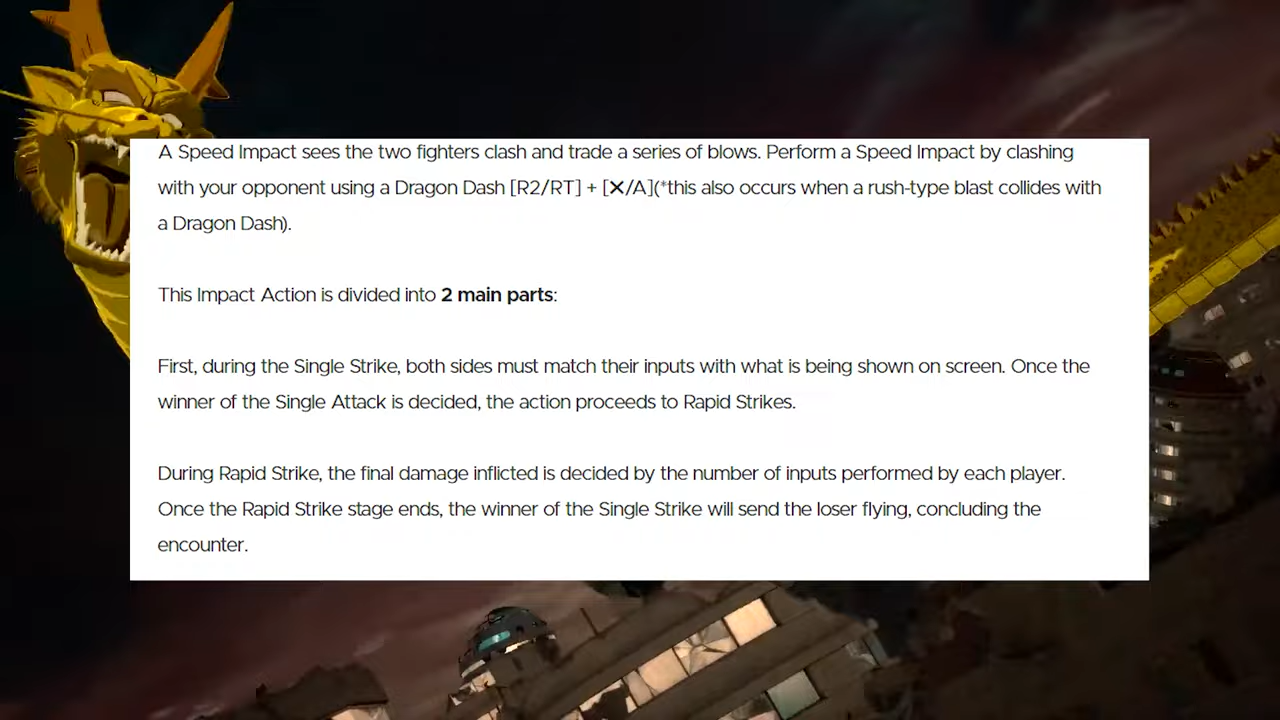 A Speed Impact sees the two fighters clash and trade a series of blows. Perform a Speed Impact by clashing
with your opponent using a Dragon Dash [R2/RT] + [✕/A](*this also occurs when a rush-type blast collides with
a Dragon Dash).
This Impact Action is divided into 2 main parts:
First, during the Single Strike, both sides must match their inputs with what is being shown on screen. Once the
winner of the Single Attack is decided, the action proceeds to Rapid Strikes.
During Rapid Strike, the final damage inflicted is decided by the number of inputs performed by each player.
Once the Rapid Strike stage ends, the winner of the Single Strike will send the loser flying, concluding the
encounter.